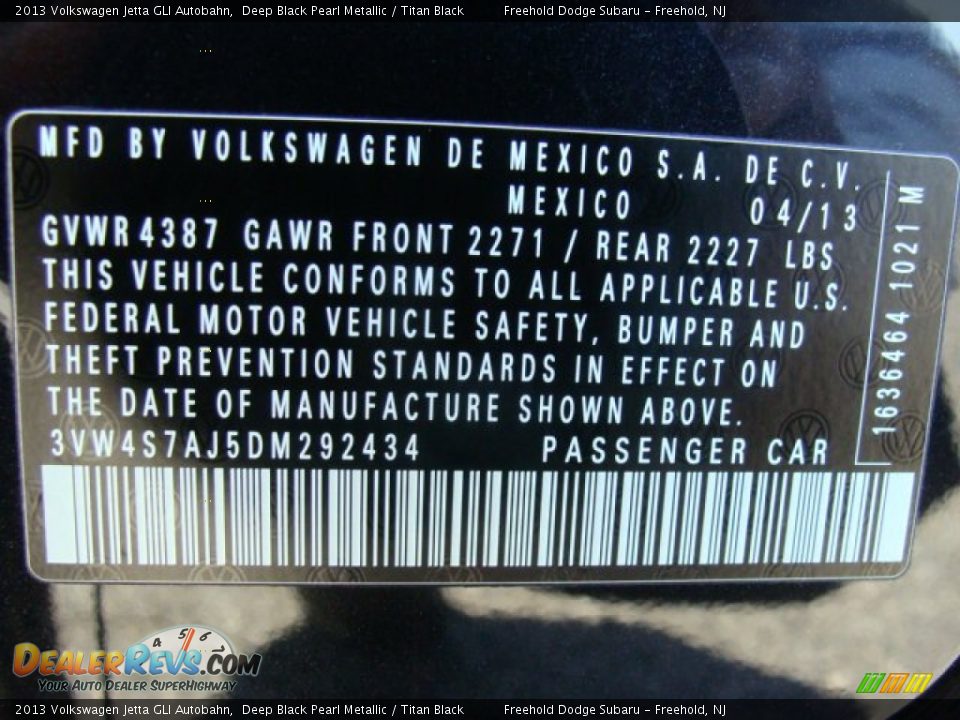 2013 Volkswagen Jetta GLI Autobahn, Deep Black Pearl Metallic / Titan Black Freehold Dodge Subaru - Freehold, NJ
MFD BY VOLKSWAGEN DE MEXICO S.A. DE C.V.
MEXICO 04/13
GVWR 4387 GAWR FRONT 2271 / REAR 2227 LBS
THIS VEHICLE CONFORMS TO ALL APPLICABLE U.S.
FEDERAL MOTOR VEHICLE SAFETY, BUMPER AND
THEFT PREVENTION STANDARDS IN EFFECT ON
THE DATE OF MANUFACTURE SHOWN ABOVE.
3VW4S7AJ5DM292434 PASSENGER CAR
1636464 1021 M
4 5 6
DEALERREVS.COM
YOUR AUTO DEALER SUPERHIGHWAY
2013 Volkswagen Jetta GLI Autobahn, Deep Black Pearl Metallic / Titan Black Freehold Dodge Subaru - Freehold, NJ